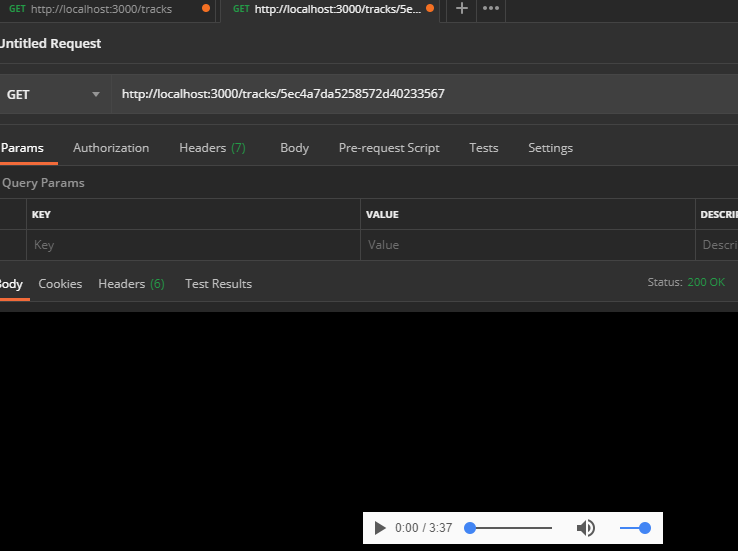 GET http://localhost:3000/tracks GET http://localhost:3000/tracks/5e... + •••
Untitled Request
GET http://localhost:3000/tracks/5ec4a7da5258572d40233567
Params Authorization Headers (7) Body Pre-request Script Tests Settings
Query Params
KEY VALUE DESCRI
Key Value Descri
Body Cookies Headers (6) Test Results Status: 200 OK
0:00 / 3:37